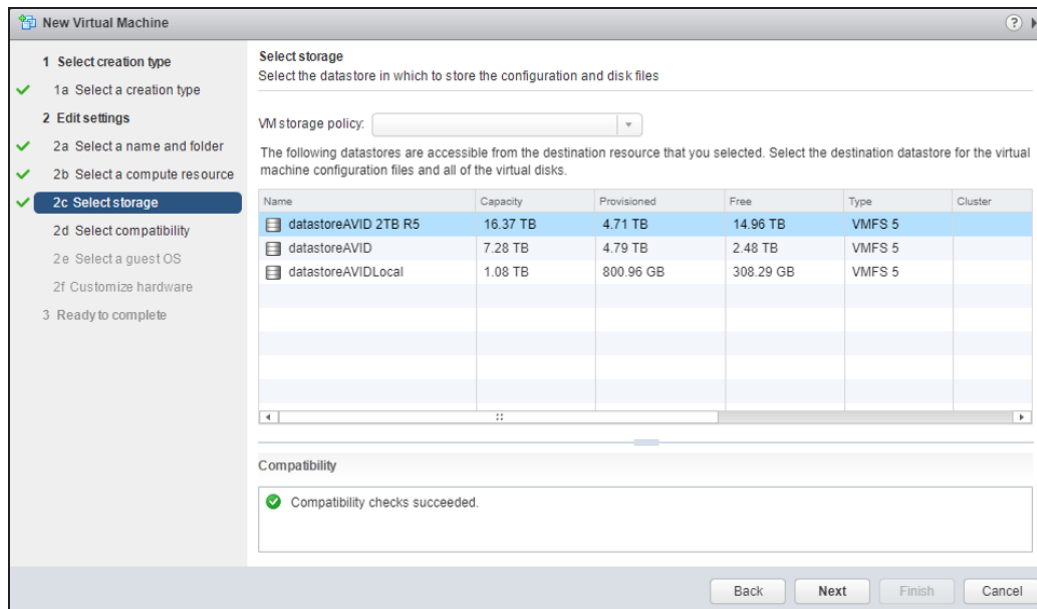 New Virtual Machine
?
1 Select creation type
1a Select a creation type
2 Edit settings
2a Select a name and folder
2b Select a compute resource
2c Select storage
2d Select compatibility
2e Select a guest OS
2f Customize hardware
3 Ready to complete
Select storage
Select the datastore in which to store the configuration and disk files
VM storage policy:
The following datastores are accessible from the destination resource that you selected. Select the destination datastore for the virtual
machine configuration files and all of the virtual disks.
Name Capacity Provisioned Free Type Cluster
datastoreAVID 2TB R5 16.37 TB 4.71 TB 14.96 TB VMFS 5
datastoreAVID 7.28 TB 4.79 TB 2.48 TB VMFS 5
datastoreAVIDLocal 1.08 TB 800.96 GB 308.29 GB VMFS 5
Compatibility
Compatibility checks succeeded.
Back Next Finish Cancel